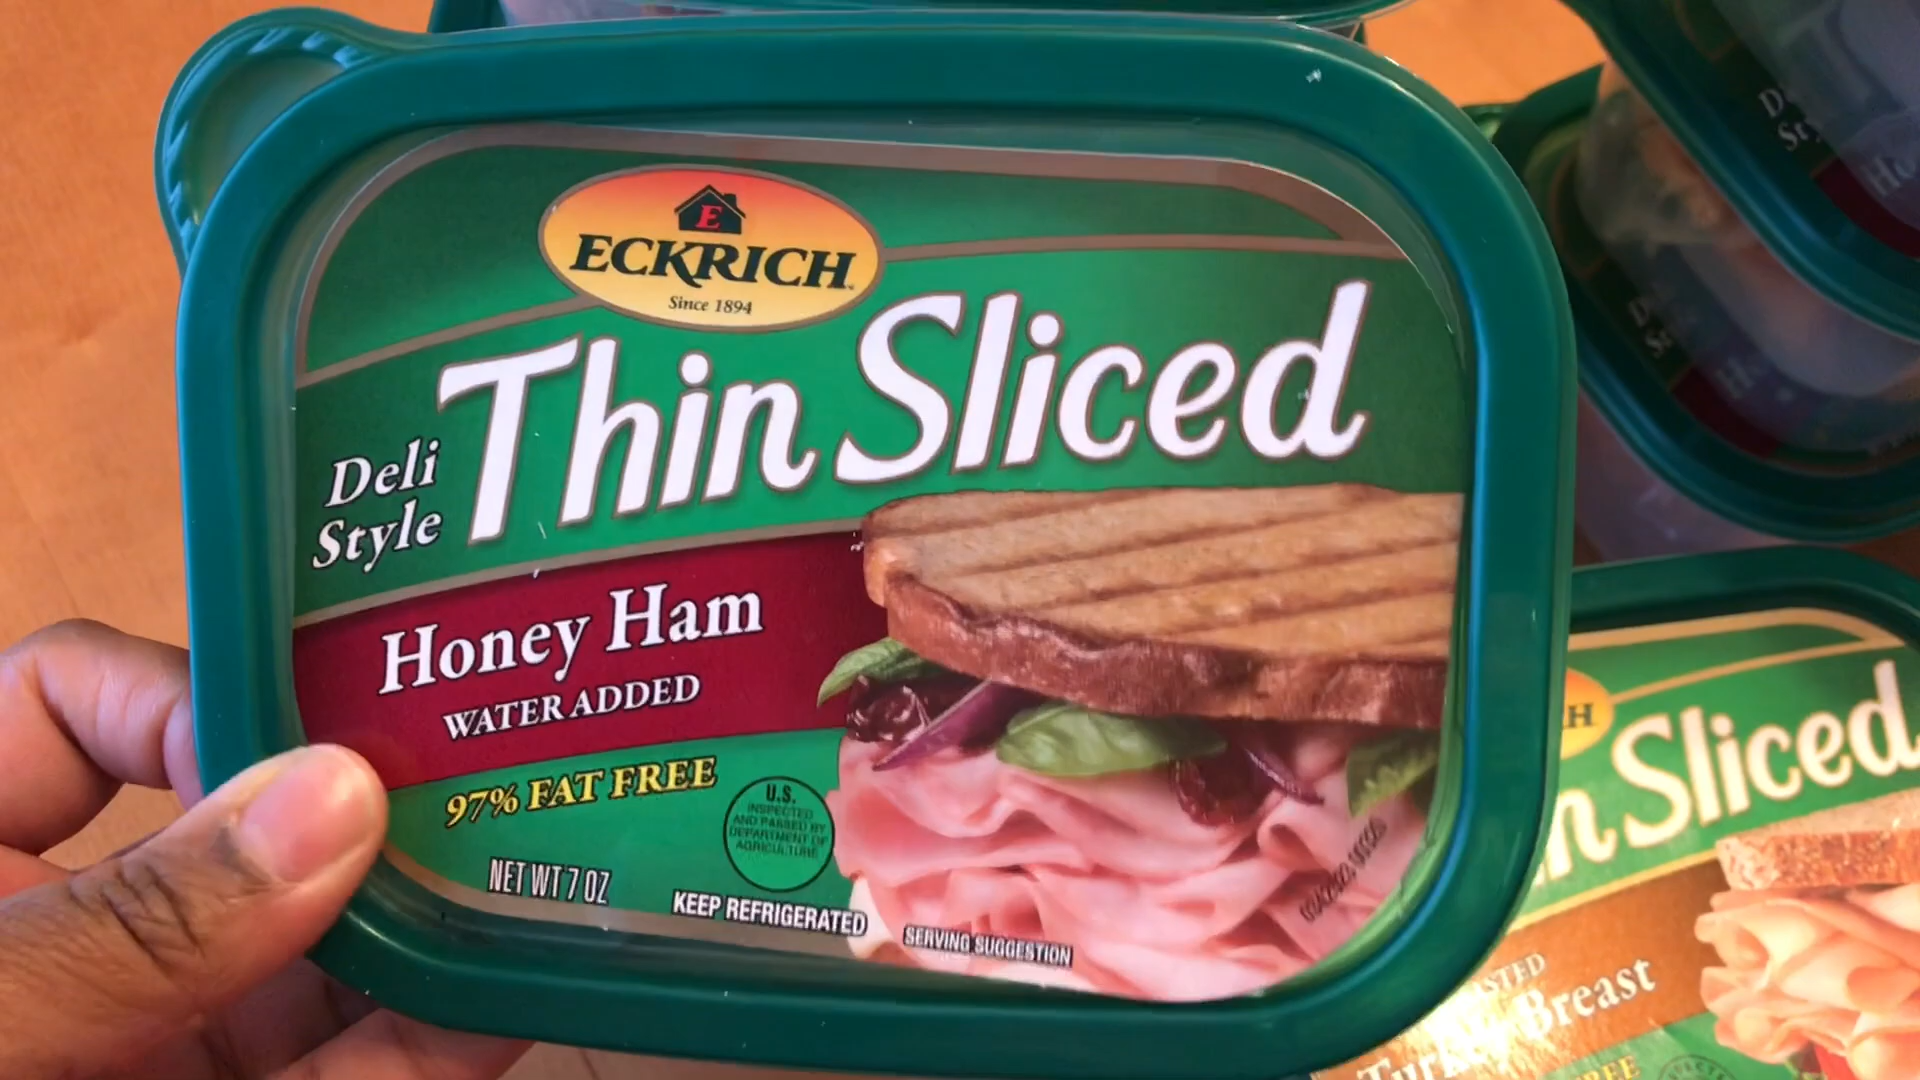 E
ECKRICH
Since 1894
Thin Sliced
Deli
Style
Honey Ham
WATER ADDED
97% FAT FREE
U.S.
INSPECTED
AND PASSED BY
DEPARTMENT OF
AGRICULTURE
NET WT 7 OZ
KEEP REFRIGERATED
SERVING SUGGESTION
Sliced
Breast